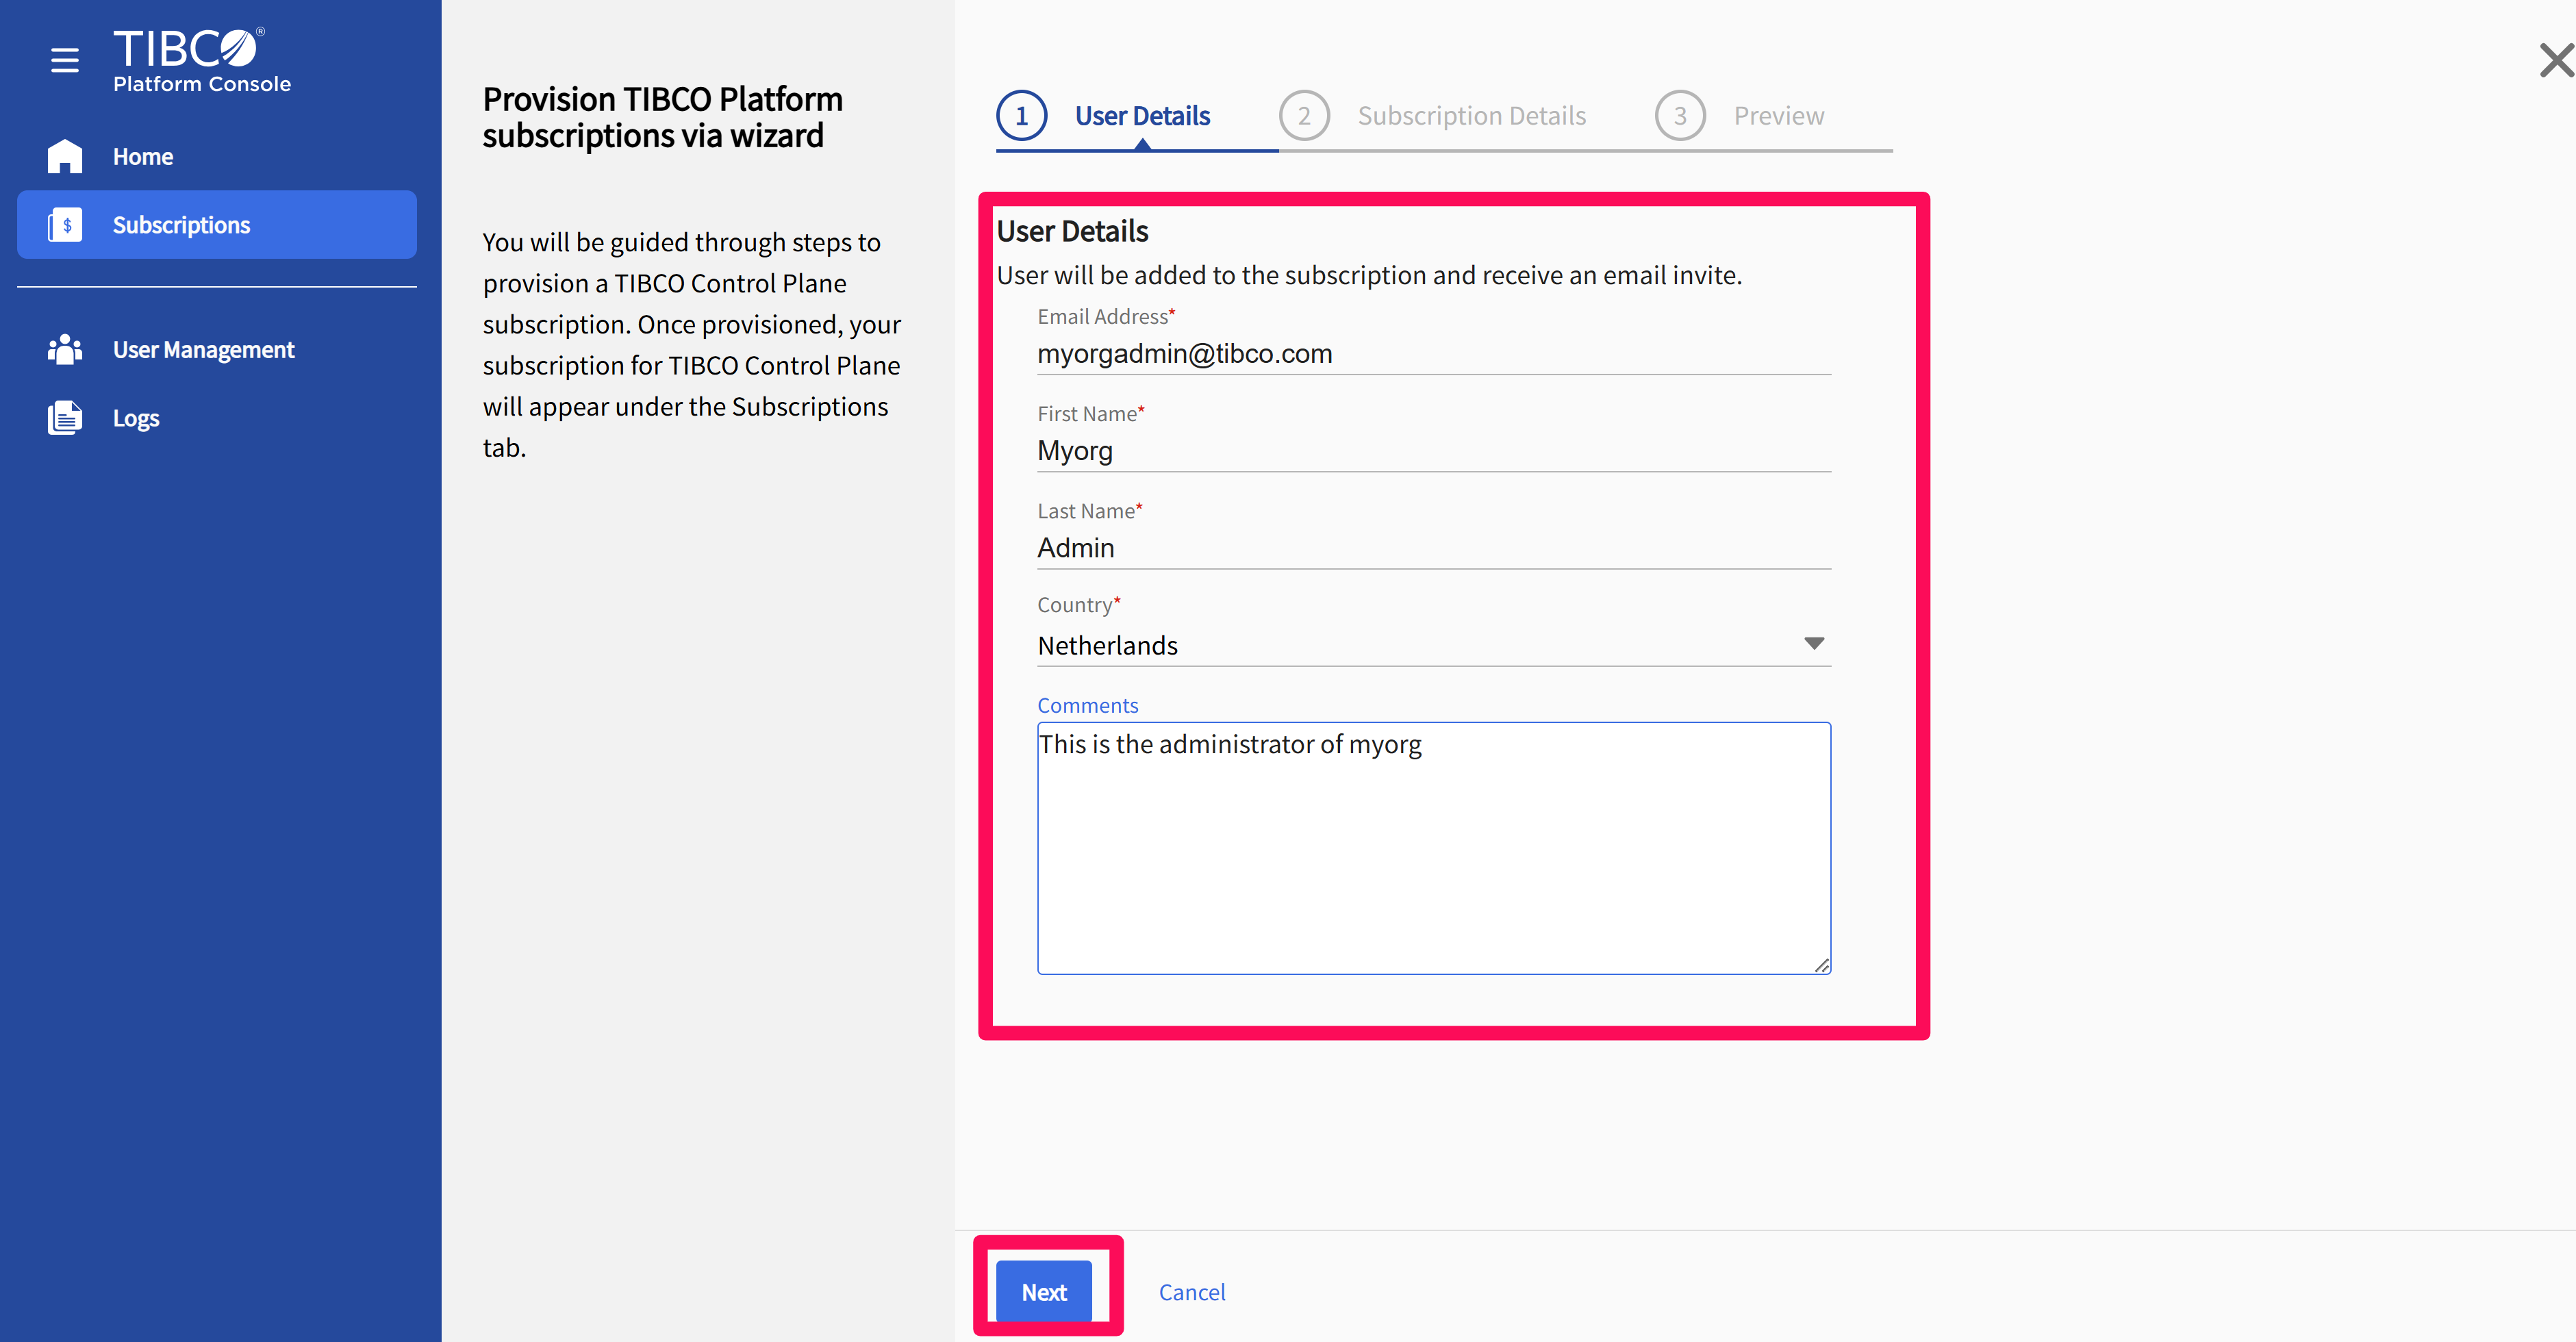 TIBCO®
Platform Console
Home
$
Subscriptions
User Management
Logs
Provision TIBCO Platform
subscriptions via wizard
You will be guided through steps to
provision a TIBCO Control Plane
subscription. Once provisioned, your
subscription for TIBCO Control Plane
will appear under the Subscriptions
tab.
1 User Details 2 Subscription Details 3 Preview
User Details
User will be added to the subscription and receive an email invite.
Email Address*
myorgadmin@tibco.com
First Name*
Myorg
Last Name*
Admin
Country*
Netherlands
Comments
This is the administrator of myorg
Next Cancel